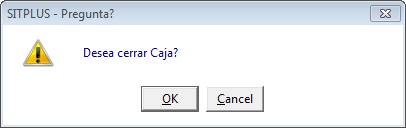 SITPLUS - Pregunta?
Desea cerrar Caja?
OK Cancel